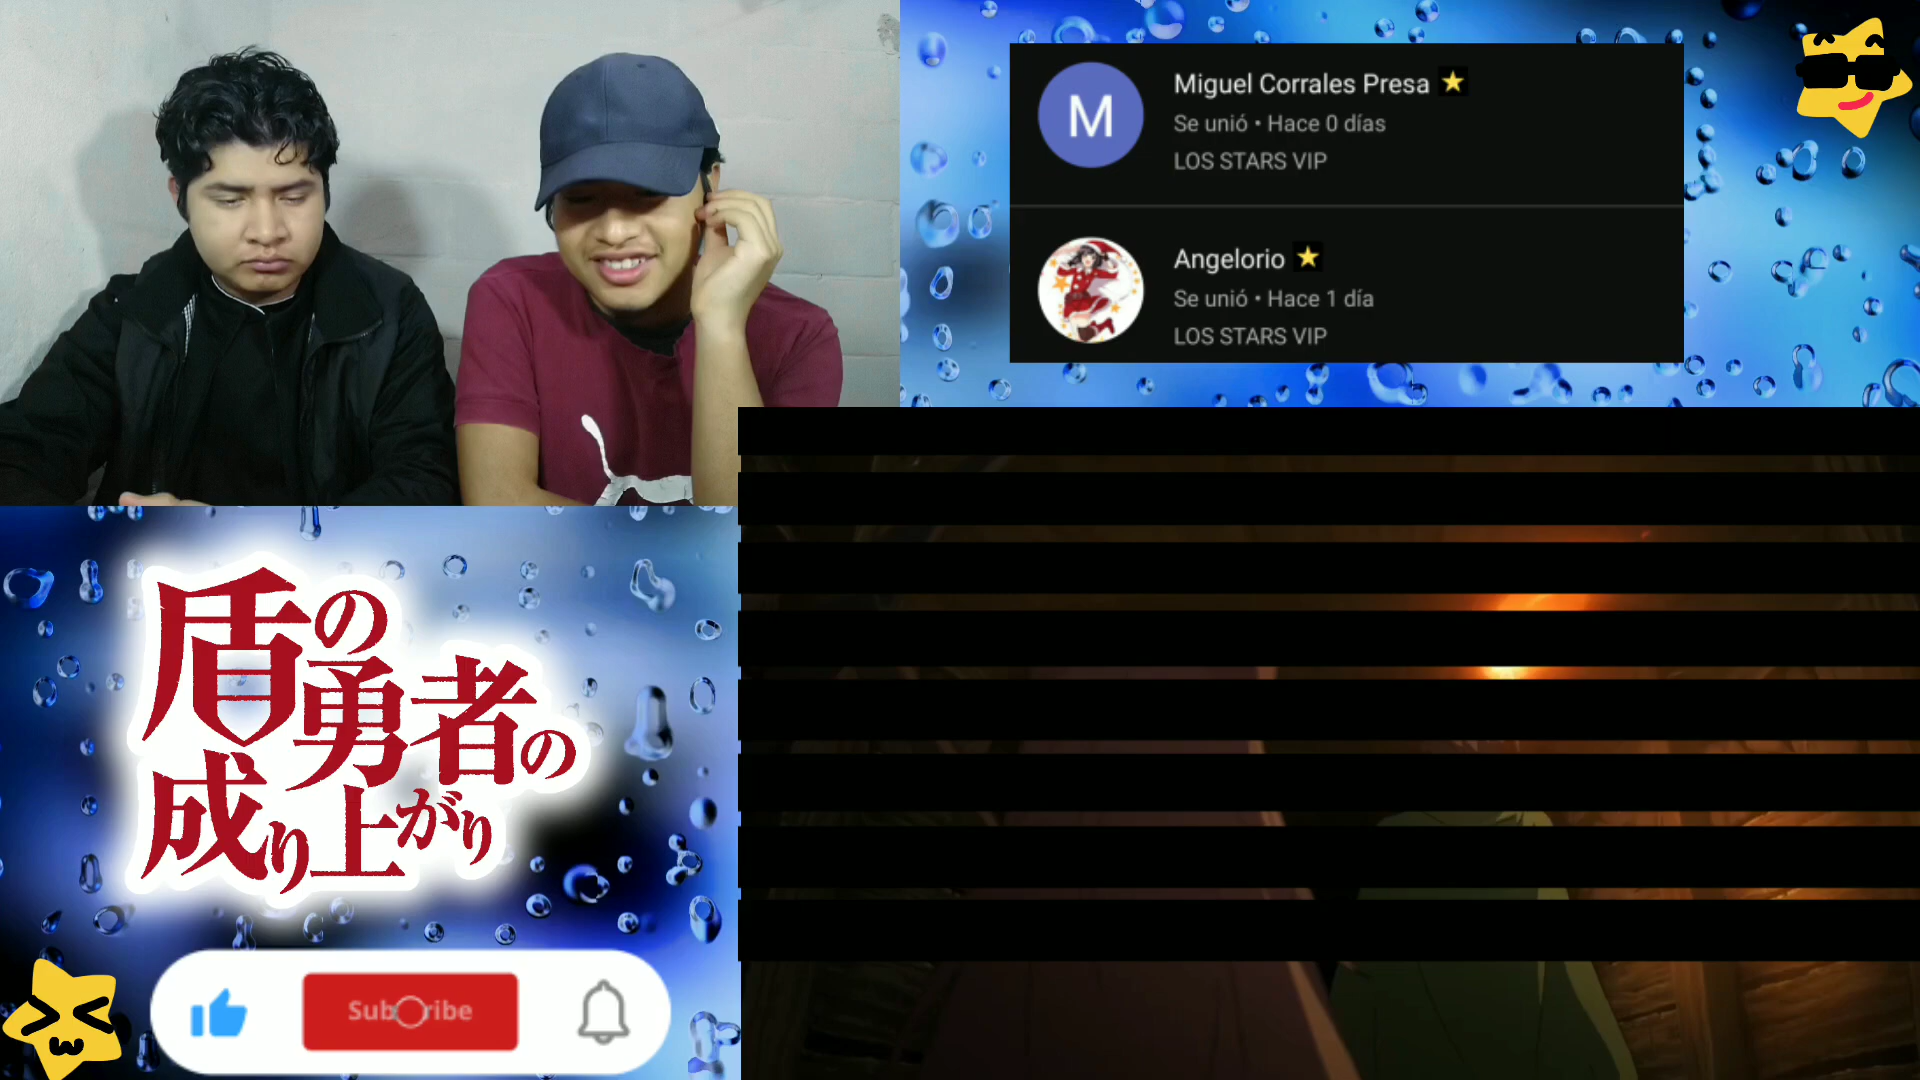 M
Miguel Corrales Presa
Se unió • Hace 0 días
LOS STARS VIP
Angelorio
Se unió • Hace 1 día
LOS STARS VIP
盾の
勇者の
成り上がり